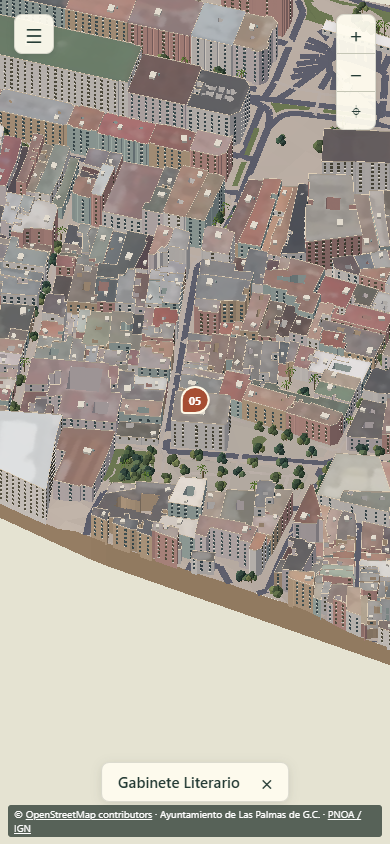 ☰
+
−
05
Gabinete Literario ×
© OpenStreetMap contributors · Ayuntamiento de Las Palmas de G.C. · PNOA /
IGN